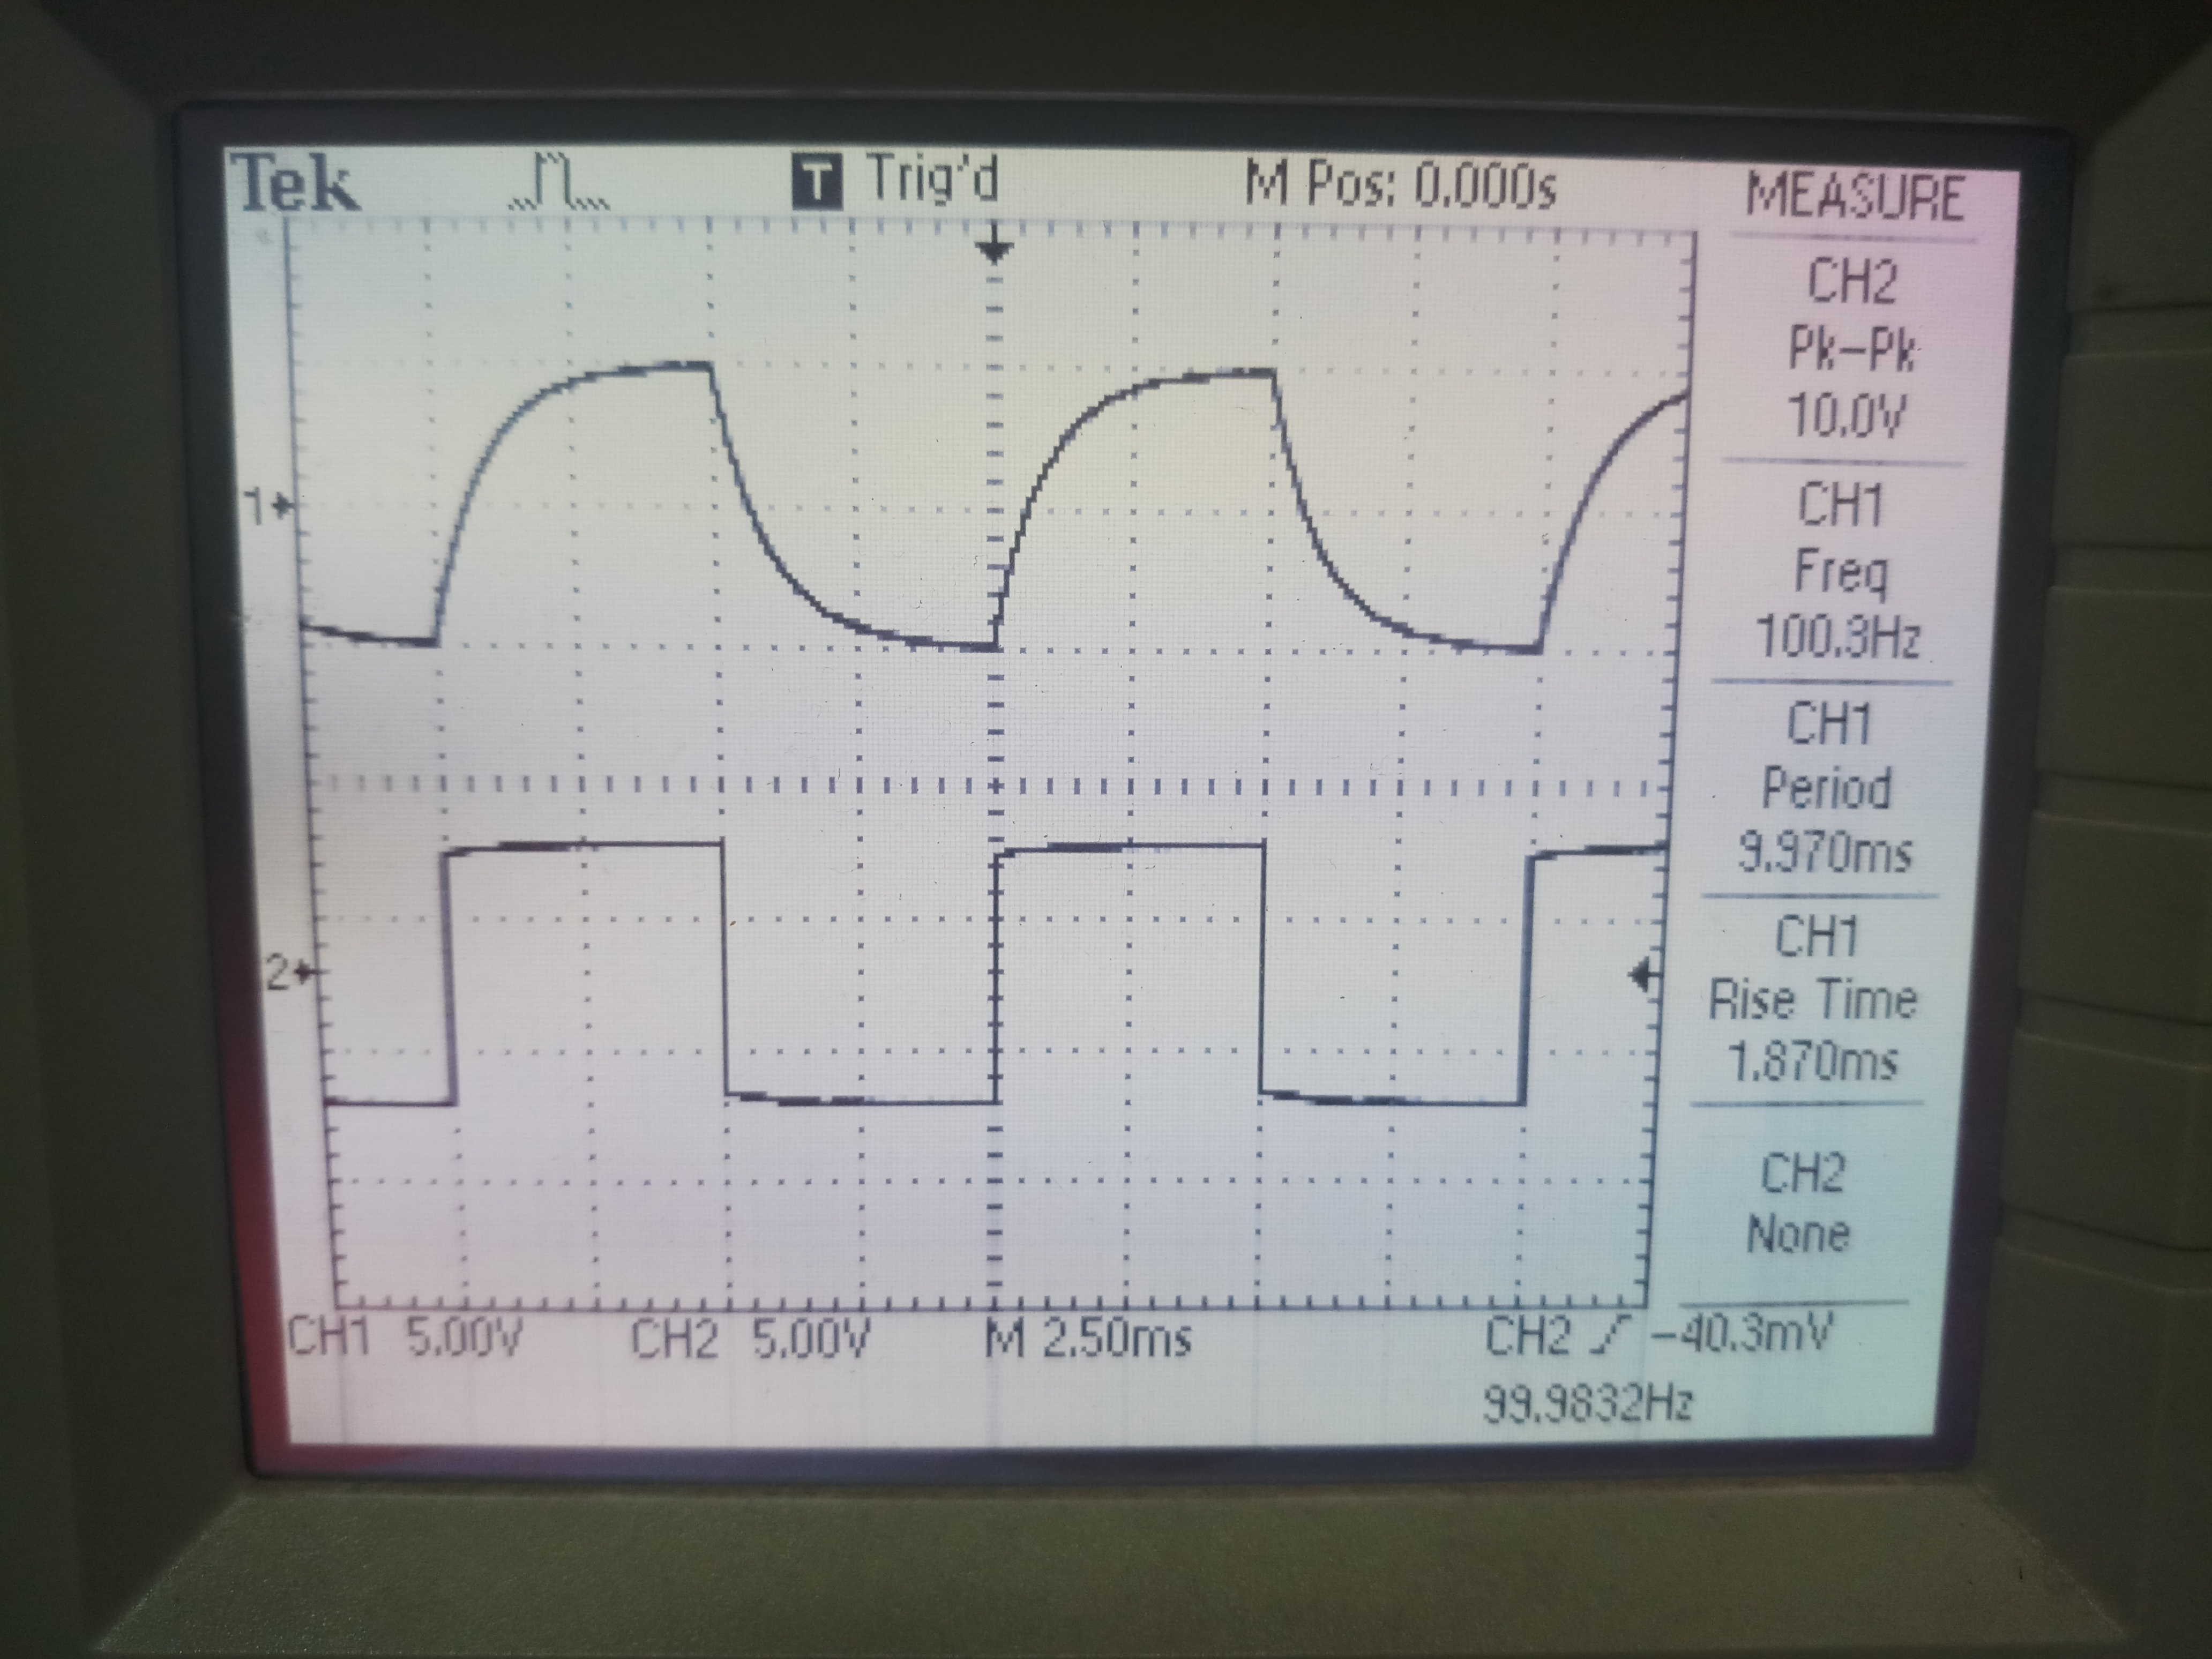 Tek T Trig'd M Pos: 0.000s
MEASURE
CH2
Pk-Pk
10.0V
1
CH1
Freq
100.3Hz
CH1
Period
9.970ms
2
CH1
Rise Time
1.870ms
CH2
None
CH1 5.00V CH2 5.00V M 2.50ms CH2 -40.3mV
99.9832Hz